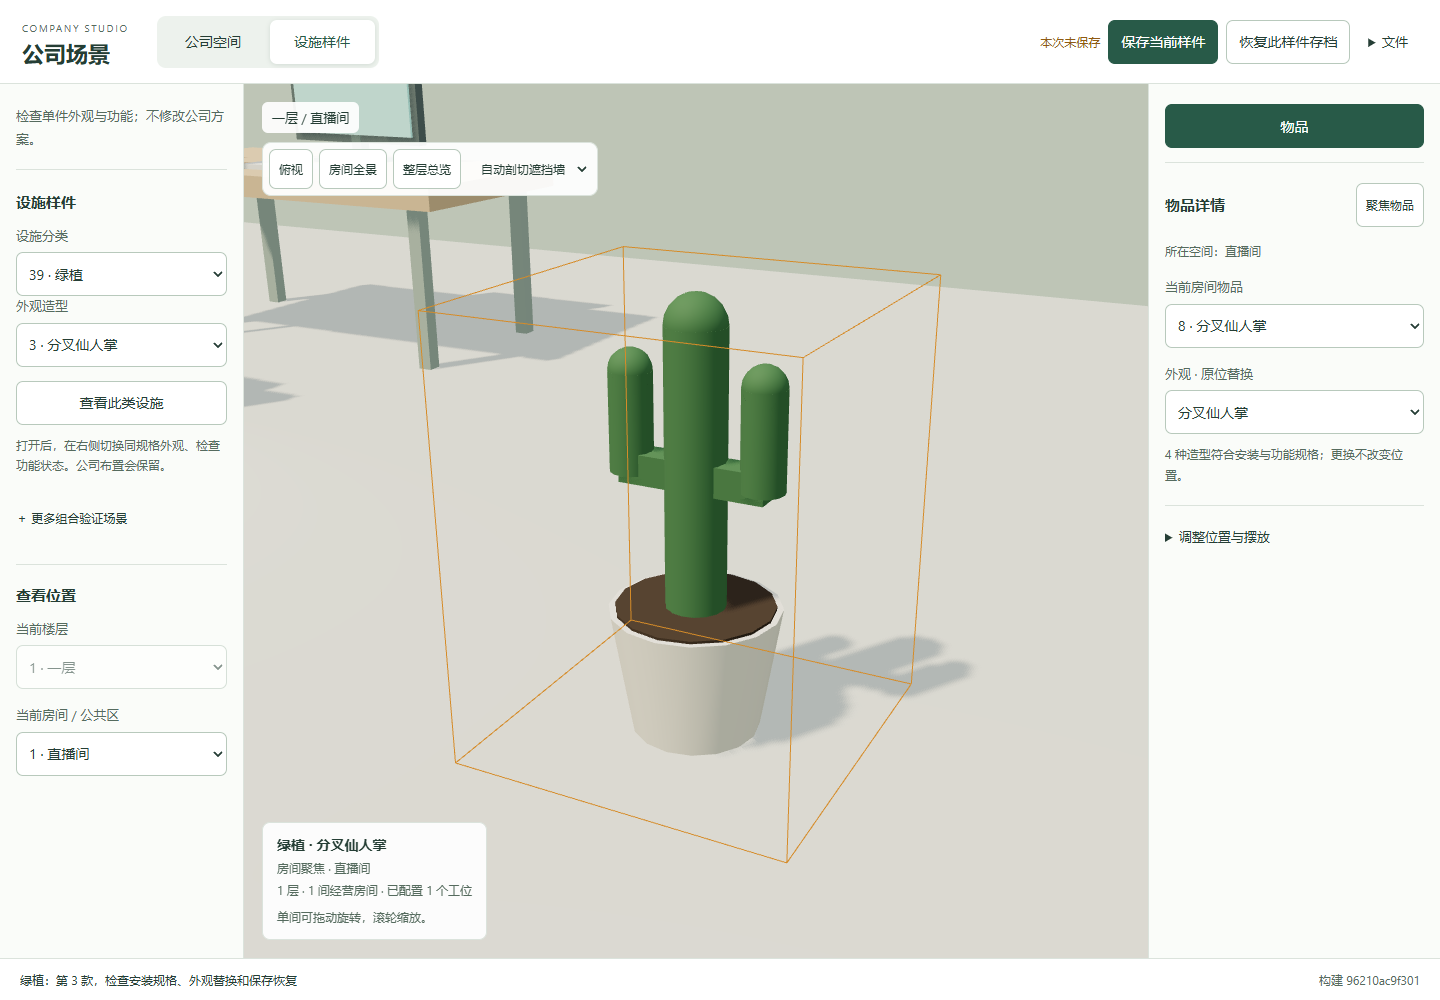 COMPANY STUDIO
公司场景
公司空间
设施样件
本次未保存
保存当前样件
恢复此样件存档
▶ 文件
检查单件外观与功能；不修改公司方
案。
设施样件
设施分类
39 · 绿植
外观造型
3 · 分叉仙人掌
查看此类设施
打开后，在右侧切换同规格外观、检查
功能状态。公司布置会保留。
+ 更多组合验证场景
查看位置
当前楼层
1 · 一层
当前房间 / 公共区
1 · 直播间
一层 / 直播间
俯视
房间全景
整层总览
自动剖切遮挡墙
绿植 · 分叉仙人掌
房间聚焦 · 直播间
1 层 · 1 间经营房间 · 已配置 1 个工位
单间可拖动旋转，滚轮缩放。
物品
物品详情
聚焦物品
所在空间：直播间
当前房间物品
8 · 分叉仙人掌
外观 · 原位替换
分叉仙人掌
4 种造型符合安装与功能规格；更换不改变位
置。
▶ 调整位置与摆放
绿植：第 3 款，检查安装规格、外观替换和保存恢复
构建 96210ac9f301